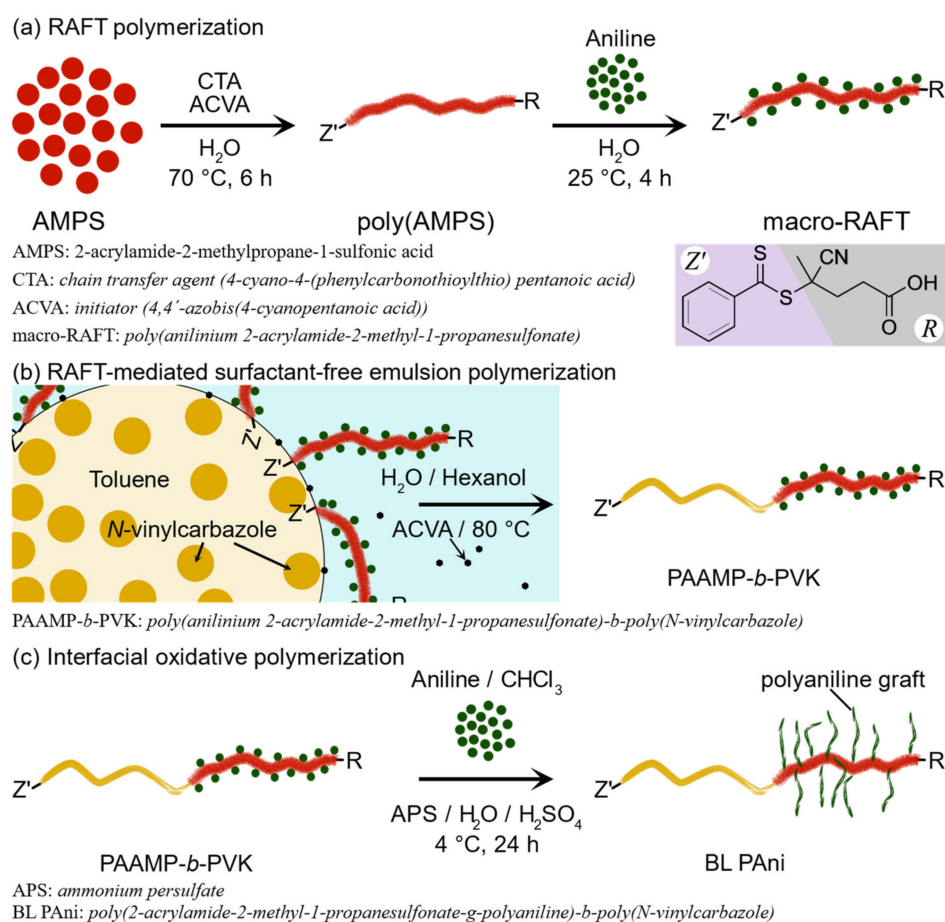 (a) RAFT polymerization
Aniline
CTA
ACVA
H₂O
70 °C, 6 h
Z'
R
H₂O
25 °C, 4 h
Z'
R
AMPS
poly(AMPS)
macro-RAFT
AMPS: 2-acrylamide-2-methylpropane-1-sulfonic acid
CTA: chain transfer agent (4-cyano-4-(phenylcarbonothioylthio) pentanoic acid)
ACVA: initiator (4,4´-azobis(4-cyanopentanoic acid))
macro-RAFT: poly(anilinium 2-acrylamide-2-methyl-1-propanesulfonate)
Z'
S
CN
S
OH
O
R
(b) RAFT-mediated surfactant-free emulsion polymerization
Z'
Z'
R
Toluene
Z'
H₂O / Hexanol
N-vinylcarbazole
Z'
ACVA / 80 °C
R
Z'
R
PAAMP-b-PVK
PAAMP-b-PVK: poly(anilinium 2-acrylamide-2-methyl-1-propanesulfonate)-b-poly(N-vinylcarbazole)
(c) Interfacial oxidative polymerization
Aniline / CHCl₃
polyaniline graft
Z'
R
APS / H₂O / H₂SO₄
4 °C, 24 h
Z'
R
PAAMP-b-PVK
BL PAni
APS: ammonium persulfate
BL PAni: poly(2-acrylamide-2-methyl-1-propanesulfonate-g-polyaniline)-b-poly(N-vinylcarbazole)